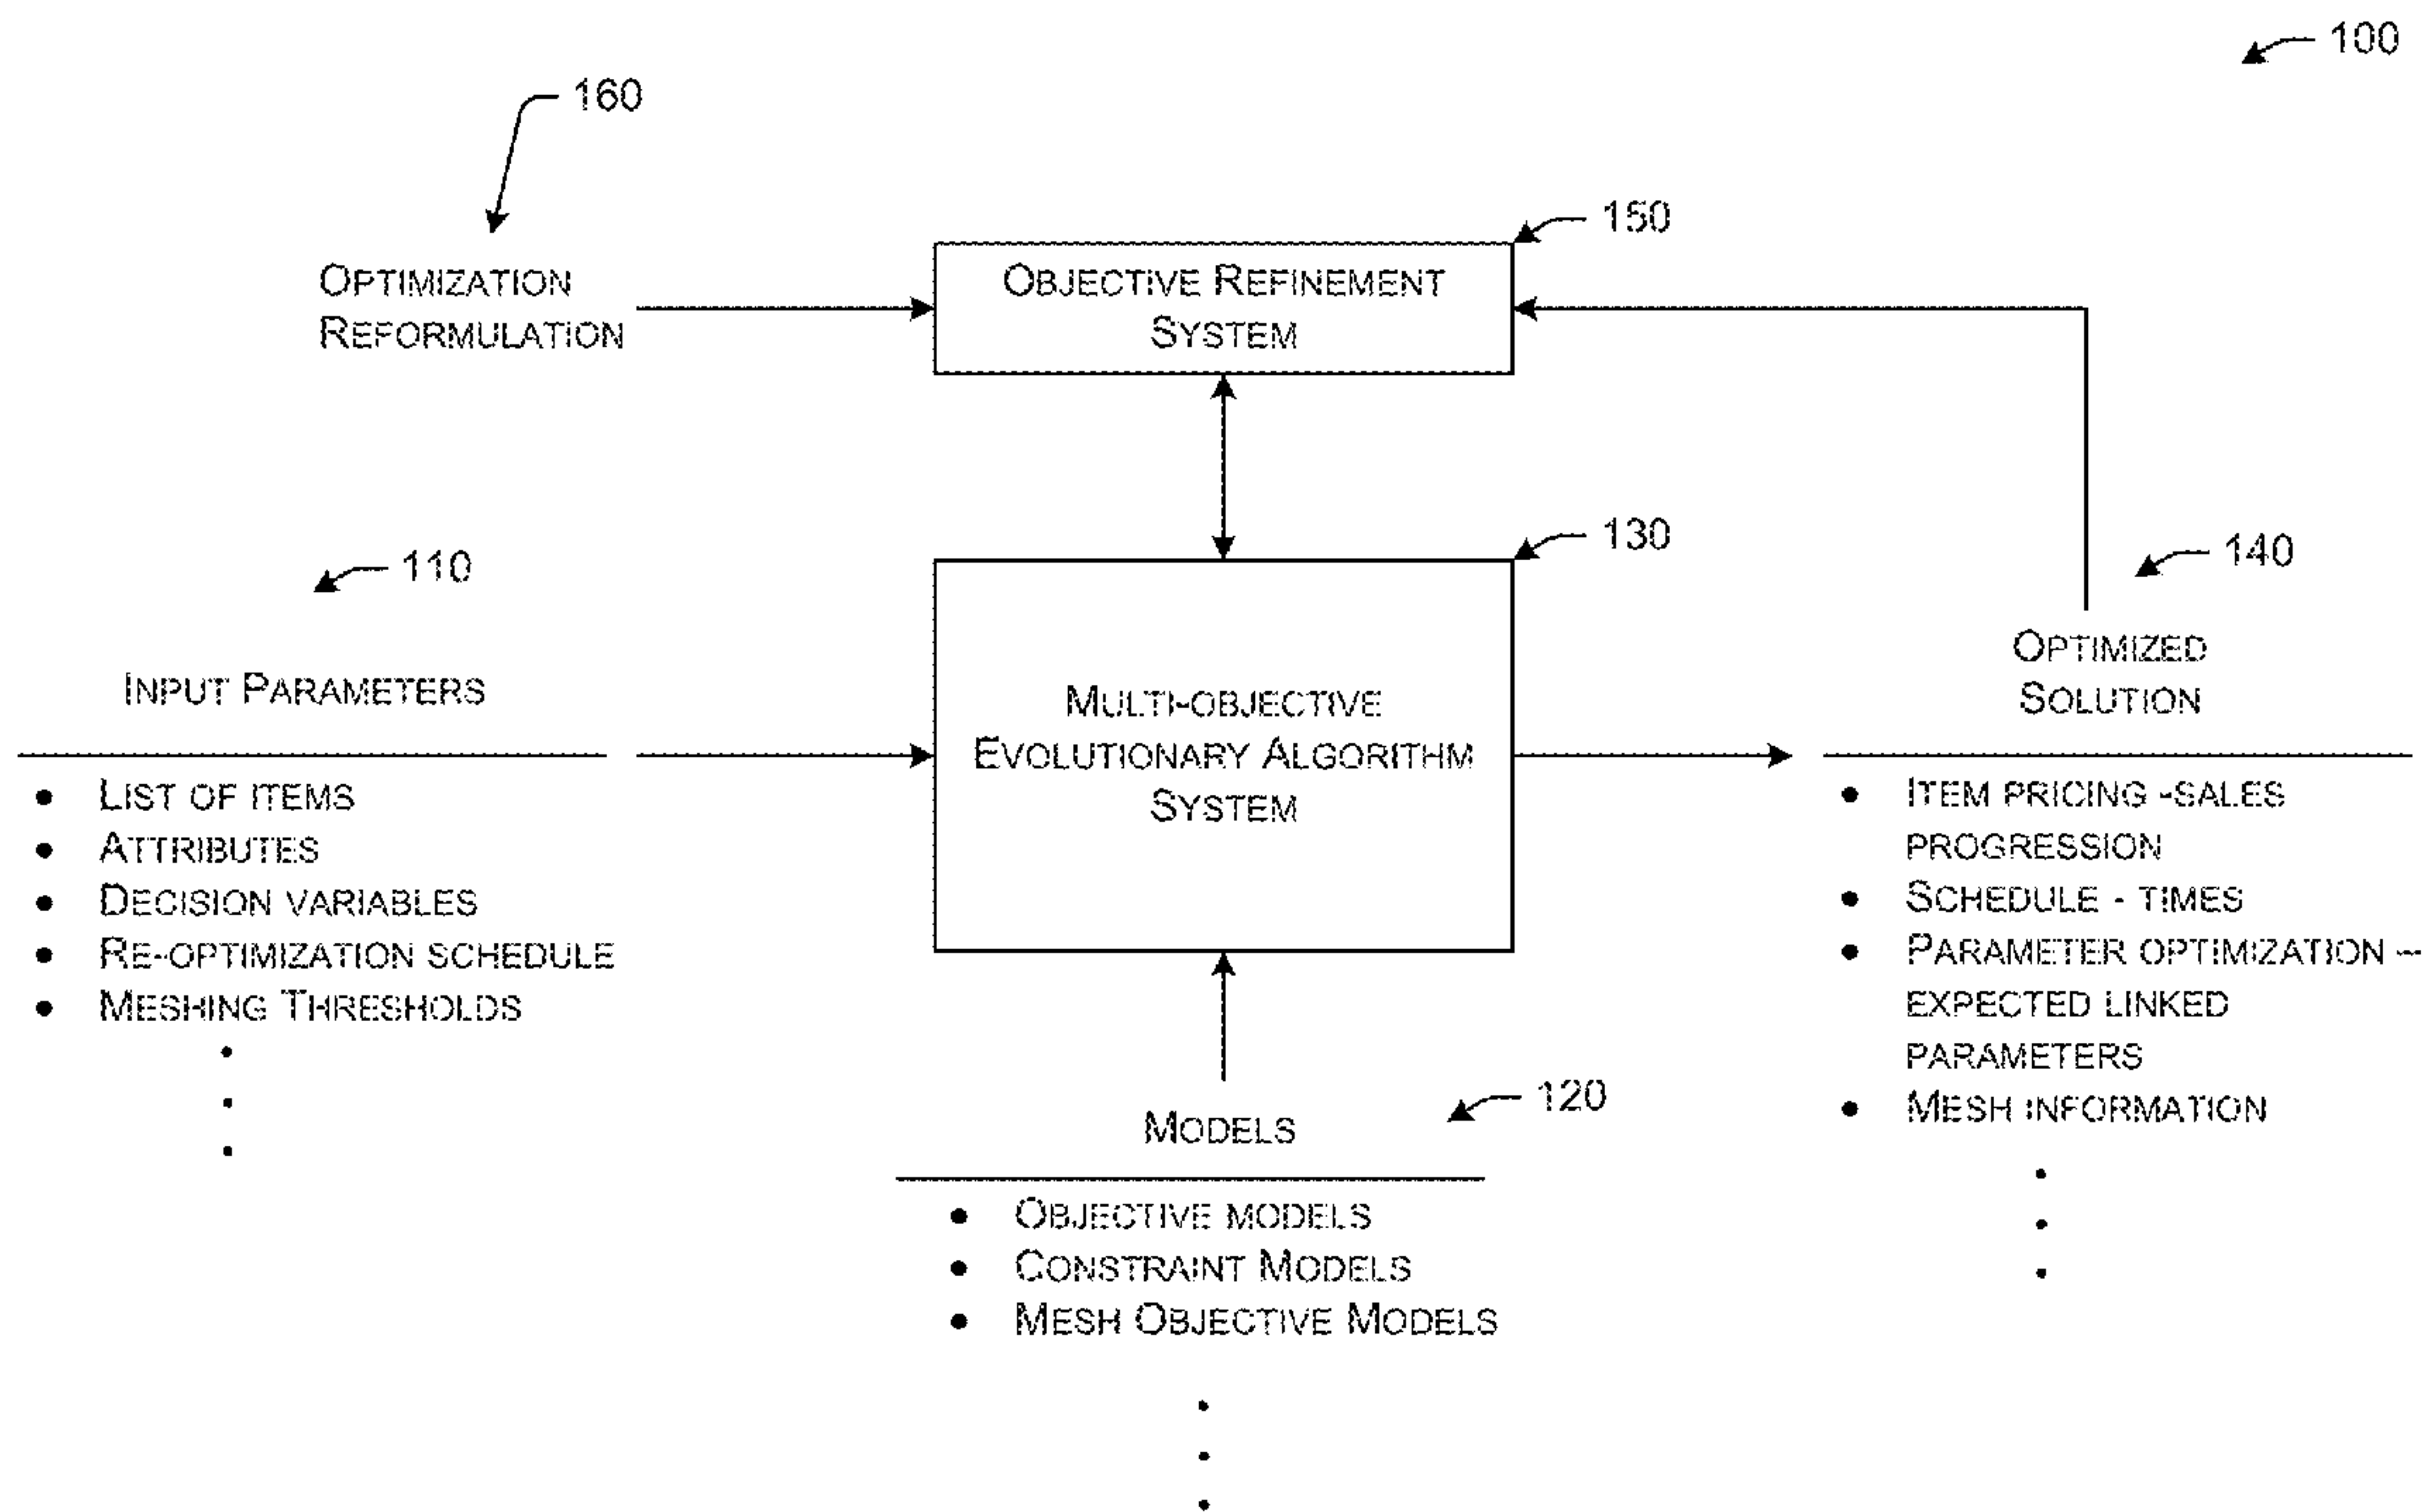 100
160
OPTIMIZATION
REFORMULATION
150
OBJECTIVE REFINEMENT
SYSTEM
110
INPUT PARAMETERS
• LIST OF ITEMS
• ATTRIBUTES
• DECISION VARIABLES
• RE-OPTIMIZATION SCHEDULE
• MESHING THRESHOLDS
130
MULTI-OBJECTIVE
EVOLUTIONARY ALGORITHM
SYSTEM
140
OPTIMIZED
SOLUTION
• ITEM PRICING -SALES
PROGRESSION
• SCHEDULE - TIMES
• PARAMETER OPTIMIZATION –
EXPECTED LINKED
PARAMETERS
• MESH INFORMATION
120
MODELS
• OBJECTIVE MODELS
• CONSTRAINT MODELS
• MESH OBJECTIVE MODELS